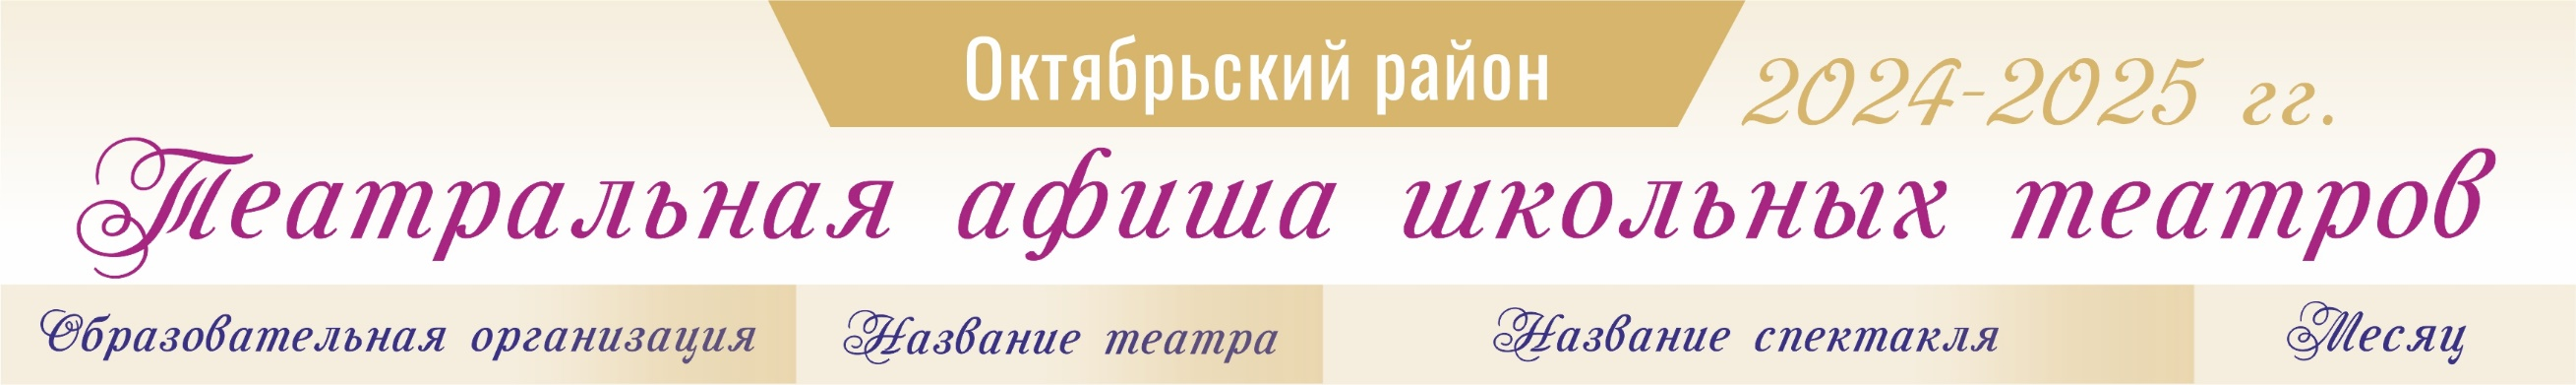 Октябрьский район
2024-2025 гг.
Театральная афиша школьных театров
Образовательная организация Название театра Название спектакля Месяц